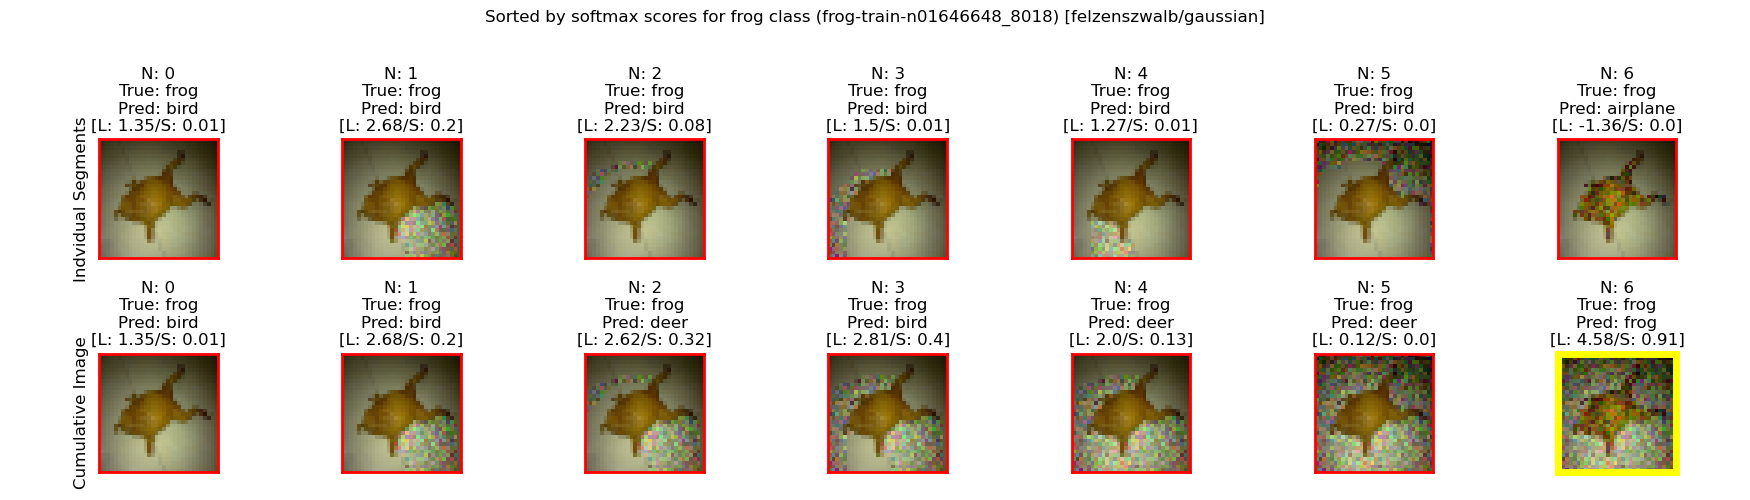 Sorted by softmax scores for frog class (frog-train-n01646648_8018) [felzenszwalb/gaussian]
Indvidual Segments
N: 0
True: frog
Pred: bird
[L: 1.35/S: 0.01]
N: 1
True: frog
Pred: bird
[L: 2.68/S: 0.2]
N: 2
True: frog
Pred: bird
[L: 2.23/S: 0.08]
N: 3
True: frog
Pred: bird
[L: 1.5/S: 0.01]
N: 4
True: frog
Pred: bird
[L: 1.27/S: 0.01]
N: 5
True: frog
Pred: bird
[L: 0.27/S: 0.0]
N: 6
True: frog
Pred: airplane
[L: -1.36/S: 0.0]
Cumulative Image
N: 0
True: frog
Pred: bird
[L: 1.35/S: 0.01]
N: 1
True: frog
Pred: bird
[L: 2.68/S: 0.2]
N: 2
True: frog
Pred: deer
[L: 2.62/S: 0.32]
N: 3
True: frog
Pred: bird
[L: 2.81/S: 0.4]
N: 4
True: frog
Pred: deer
[L: 2.0/S: 0.13]
N: 5
True: frog
Pred: deer
[L: 0.12/S: 0.0]
N: 6
True: frog
Pred: frog
[L: 4.58/S: 0.91]